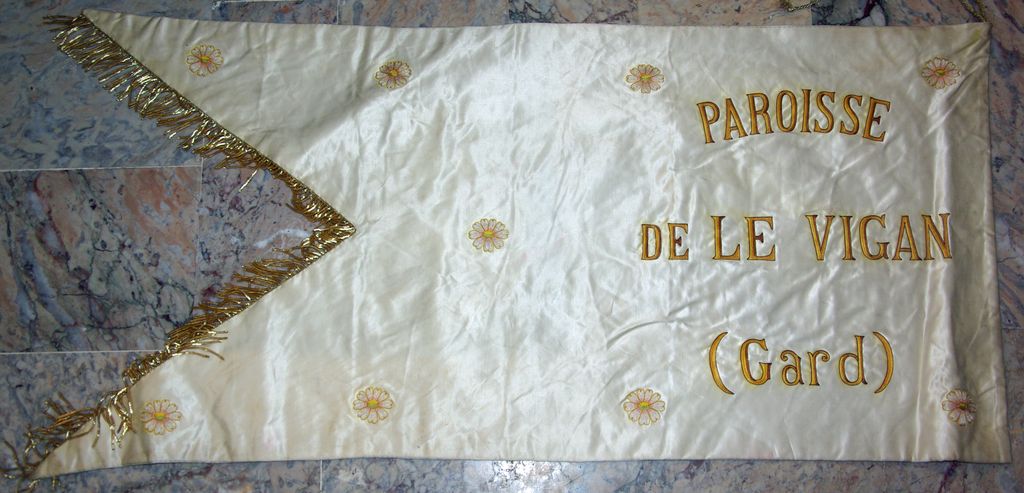 PAROISSE
DE LE VIGAN
(Gard)